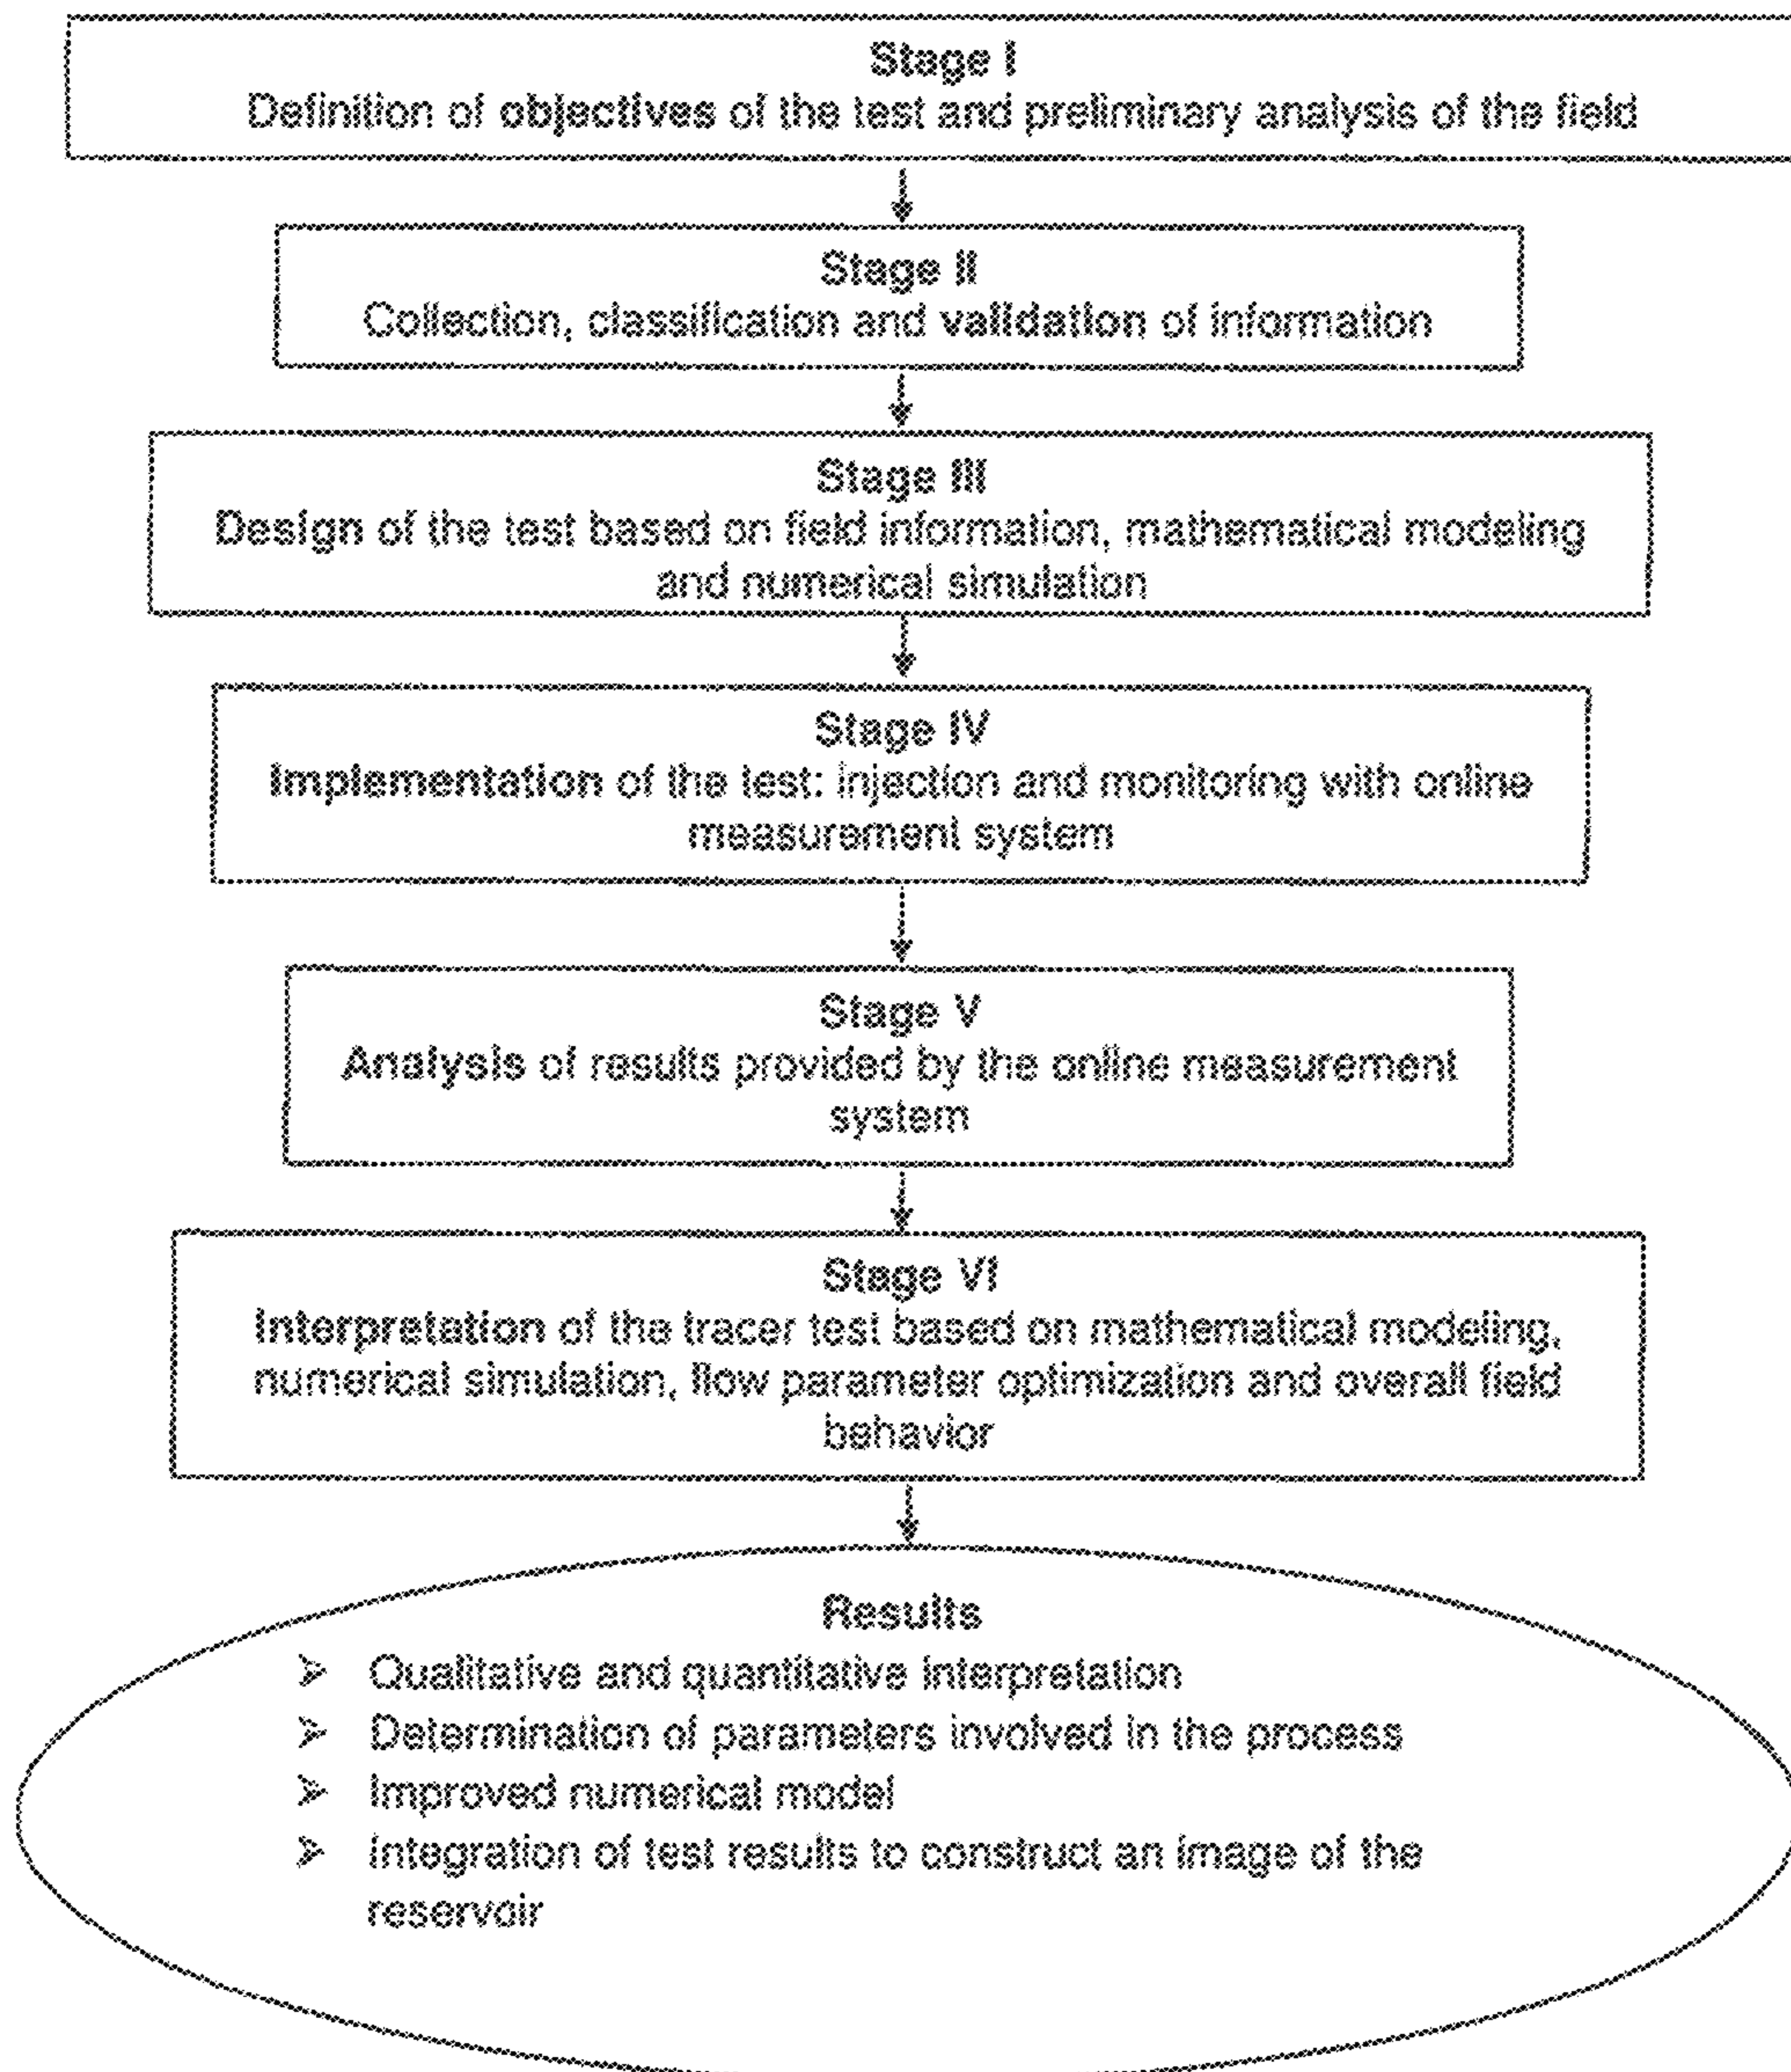 Stage I
Definition of objectives of the test and preliminary analysis of the field
Stage II
Collection, classification and validation of information
Stage III
Design of the test based on field information, mathematical modeling
and numerical simulation
Stage IV
Implementation of the test: injection and monitoring with online
measurement system
Stage V
Analysis of results provided by the online measurement
system
Stage VI
Interpretation of the tracer test based on mathematical modeling,
numerical simulation, flow parameter optimization and overall field
behavior
Results
➢ Qualitative and quantitative interpretation
➢ Determination of parameters involved in the process
➢ Improved numerical model
➢ Integration of test results to construct an image of the
reservoir